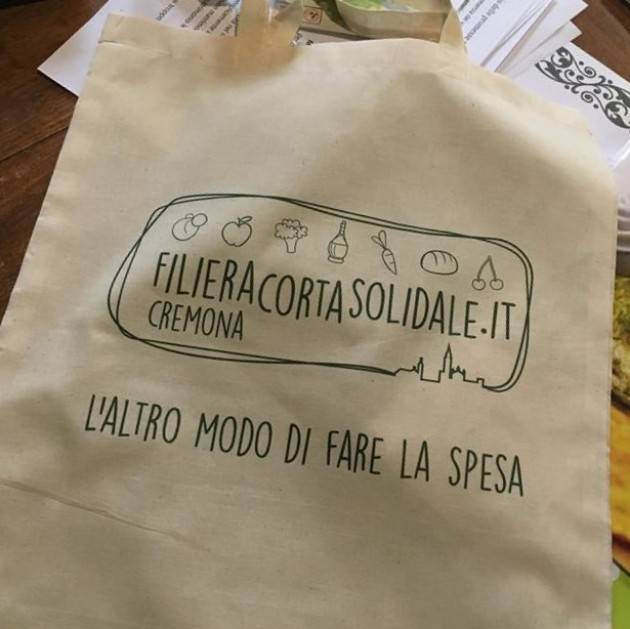 FILIERACORTASOLIDALE.IT
CREMONA
L'ALTRO MODO DI FARE LA SPESA